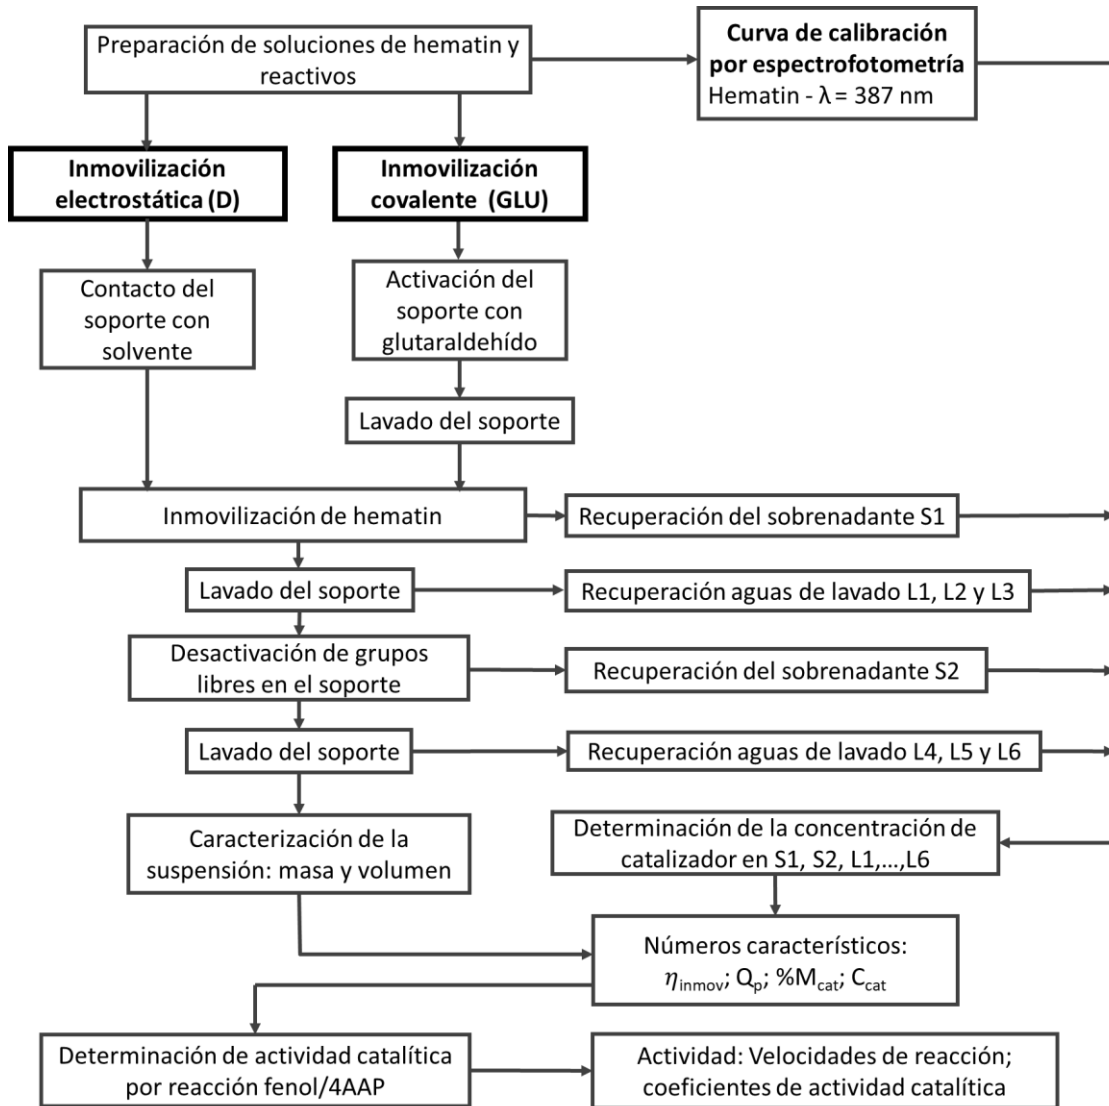 Preparación de soluciones de hematin y
reactivos
Curva de calibración
por espectrofotometría
Hematin - λ = 387 nm
Inmovilización
electrostática (D)
Inmovilización
covalente (GLU)
Contacto del
soporte con
solvente
Activación del
soporte con
glutaraldehído
Lavado del soporte
Inmovilización de hematin
Recuperación del sobrenadante S1
Lavado del soporte
Recuperación aguas de lavado L1, L2 y L3
Desactivación de grupos
libres en el soporte
Recuperación del sobrenadante S2
Lavado del soporte
Recuperación aguas de lavado L4, L5 y L6
Caracterización de la
suspensión: masa y volumen
Determinación de la concentración de
catalizador en S1, S2, L1,...,L6
Números característicos:
η_inmov; Q_p; %M_cat; C_cat
Determinación de actividad catalítica
por reacción fenol/4AAP
Actividad: Velocidades de reacción;
coeficientes de actividad catalítica